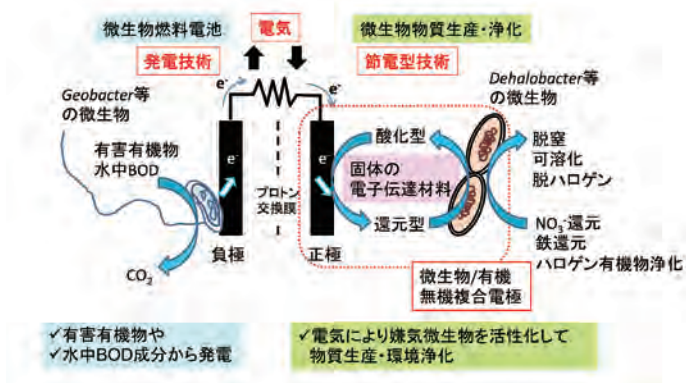 微生物燃料電池
電気
微生物物質生産・浄化
発電技術
節電型技術
e⁻
e⁻
Geobacter等
の微生物
Dehalobacter等
の微生物
有害有機物
水中BOD
e⁻
e⁻
酸化型
脱窒
可溶化
脱ハロゲン
固体の
電子伝達材料
プロトン
交換膜
還元型
NO₃⁻還元
鉄還元
ハロゲン有機物浄化
CO₂
負極
正極
微生物/有機
無機複合電極
✓有害有機物や
✓水中BOD成分から発電
✓電気により嫌気微生物を活性化して
物質生産・環境浄化